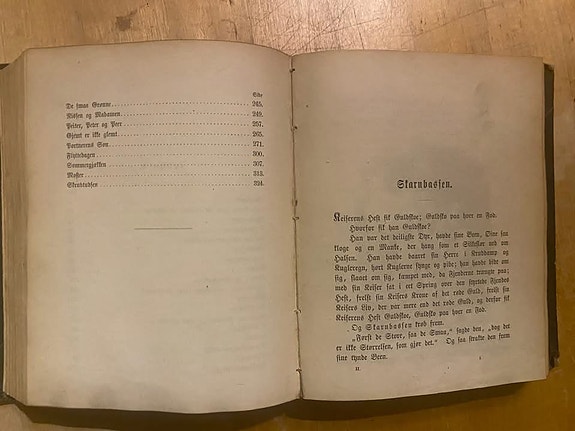 Side
De smaa Grønne 245.
Nissen og Madamen 249.
Peiter, Peter og Peer 257.
Gjemt er ikke glemt 265.
Portnerens Søn 271.
Flyttedagen 300.
Sommergjækken 307.
Moster 313.
Skrubtudsen 324.
Skarnbassen.
Keiserens Hest fik Guldskoe; Guldsko paa hver en Fod.
Hvorfor fik han Guldskoe?
Han var det deiligste Dyr, havde fine Been, Øine saa
kloge og en Manke, der hang som et Silkeslør ned om
Halsen. Han havde baaret sin Herre i Kruddamp og
Kugleregn, hørt Kuglerne synge og pibe; han havde bidt om
sig, slaaet om sig, kæmpet med, da Fjenderne trængte paa;
med sin Keiser sat i et Spring over den styrtede Fjendes
Hest, frelst sin Keisers Krone af det røde Guld, frelst sin
Keisers Liv, der var mere end det røde Guld, og derfor fik
Keiserens Hest Guldskoe, Guldsko paa hver en Fod.
Og Skarnbassen krøb frem.
„Først de Store, saa de Smaa,“ sagde den, „dog det
er ikke Størrelsen, som gjør det.“ Og saa strakte den frem
sine tynde Been.
II. 1